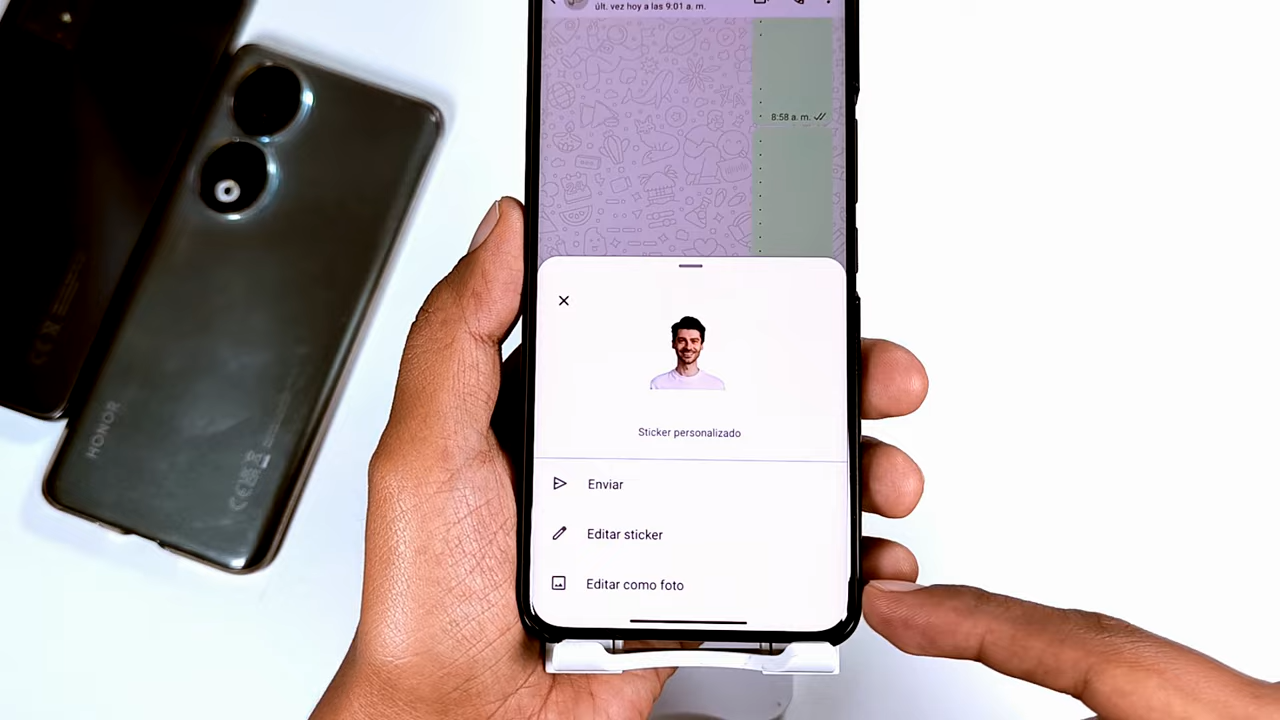 últ. vez hoy a las 9:01 a. m.
8:58 a. m.
Sticker personalizado
Enviar
Editar sticker
Editar como foto
HONOR